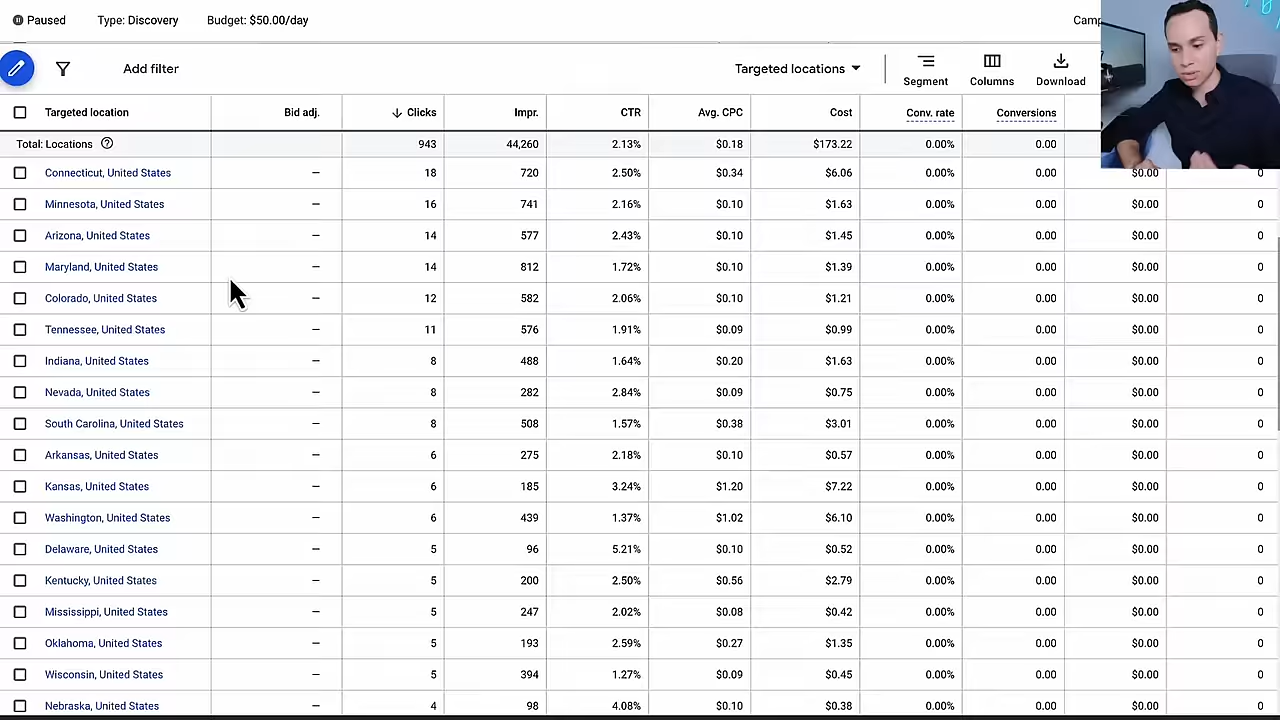 Paused Type: Discovery Budget: $50.00/day
Add filter Targeted locations Segment Columns Download
Targeted location Bid adj. Clicks Impr. CTR Avg. CPC Cost Conv. rate Conversions
Total: Locations 943 44,260 2.13% $0.18 $173.22 0.00% 0.00
Connecticut, United States – 18 720 2.50% $0.34 $6.06 0.00% 0.00 $0.00 0
Minnesota, United States – 16 741 2.16% $0.10 $1.63 0.00% 0.00 $0.00 0
Arizona, United States – 14 577 2.43% $0.10 $1.45 0.00% 0.00 $0.00 0
Maryland, United States – 14 812 1.72% $0.10 $1.39 0.00% 0.00 $0.00 0
Colorado, United States – 12 582 2.06% $0.10 $1.21 0.00% 0.00 $0.00 0
Tennessee, United States – 11 576 1.91% $0.09 $0.99 0.00% 0.00 $0.00 0
Indiana, United States – 8 488 1.64% $0.20 $1.63 0.00% 0.00 $0.00 0
Nevada, United States – 8 282 2.84% $0.09 $0.75 0.00% 0.00 $0.00 0
South Carolina, United States – 8 508 1.57% $0.38 $3.01 0.00% 0.00 $0.00 0
Arkansas, United States – 6 275 2.18% $0.10 $0.57 0.00% 0.00 $0.00 0
Kansas, United States – 6 185 3.24% $1.20 $7.22 0.00% 0.00 $0.00 0
Washington, United States – 6 439 1.37% $1.02 $6.10 0.00% 0.00 $0.00 0
Delaware, United States – 5 96 5.21% $0.10 $0.52 0.00% 0.00 $0.00 0
Kentucky, United States – 5 200 2.50% $0.56 $2.79 0.00% 0.00 $0.00 0
Mississippi, United States – 5 247 2.02% $0.08 $0.42 0.00% 0.00 $0.00 0
Oklahoma, United States – 5 193 2.59% $0.27 $1.35 0.00% 0.00 $0.00 0
Wisconsin, United States – 5 394 1.27% $0.09 $0.45 0.00% 0.00 $0.00 0
Nebraska, United States – 4 98 4.08% $0.10 $0.38 0.00% 0.00 $0.00 0